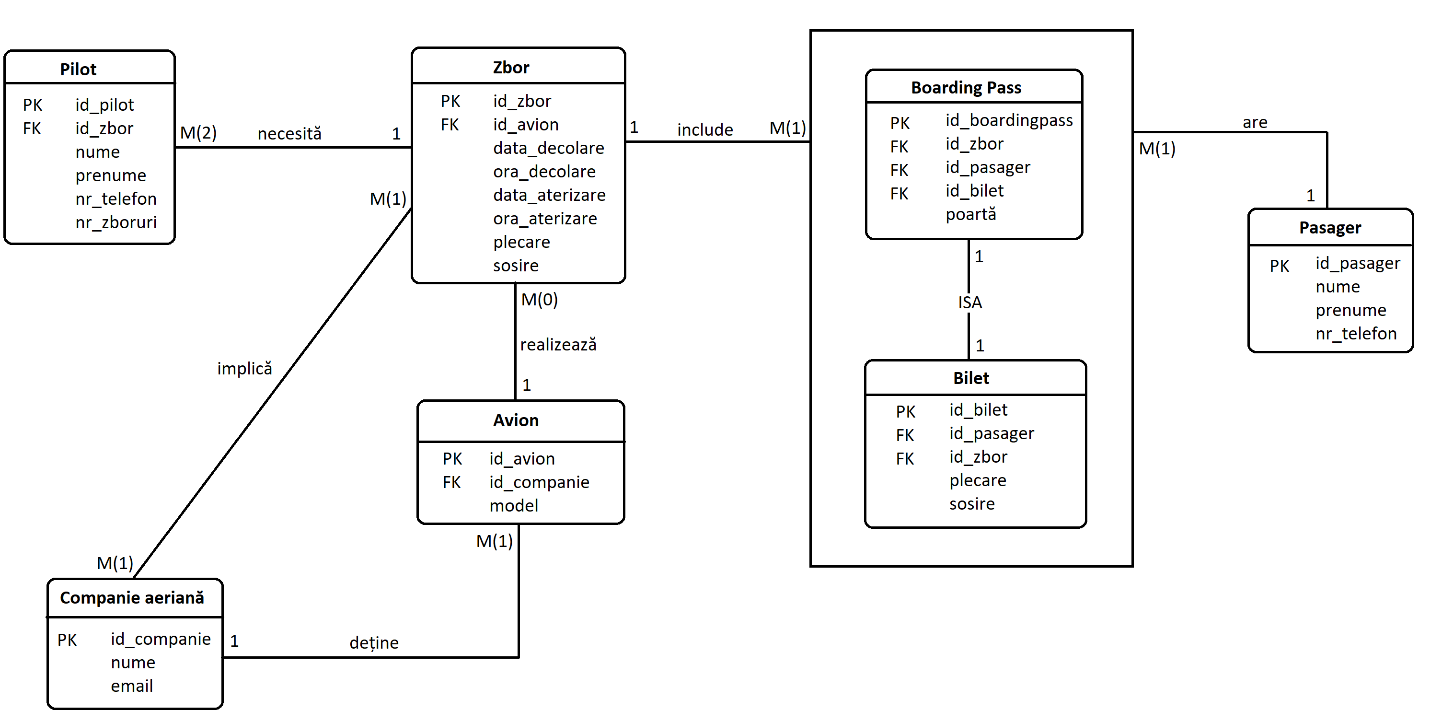 Pilot
PK id_pilot
FK id_zbor
nume
prenume
nr_telefon
nr_zboruri
M(2) necesită 1
Zbor
PK id_zbor
FK id_avion
data_decolare
ora_decolare
data_aterizare
ora_aterizare
plecare
sosire
1 include M(1)
Boarding Pass
PK id_boardingpass
FK id_zbor
FK id_pasager
FK id_bilet
poartă
1
ISA
1
Bilet
PK id_bilet
FK id_pasager
FK id_zbor
plecare
sosire
are
M(1)
1
Pasager
PK id_pasager
nume
prenume
nr_telefon
M(1)
implică
M(1)
M(0)
realizează
1
Avion
PK id_avion
FK id_companie
model
M(1)
Companie aeriană
PK id_companie
nume
email
1 deține